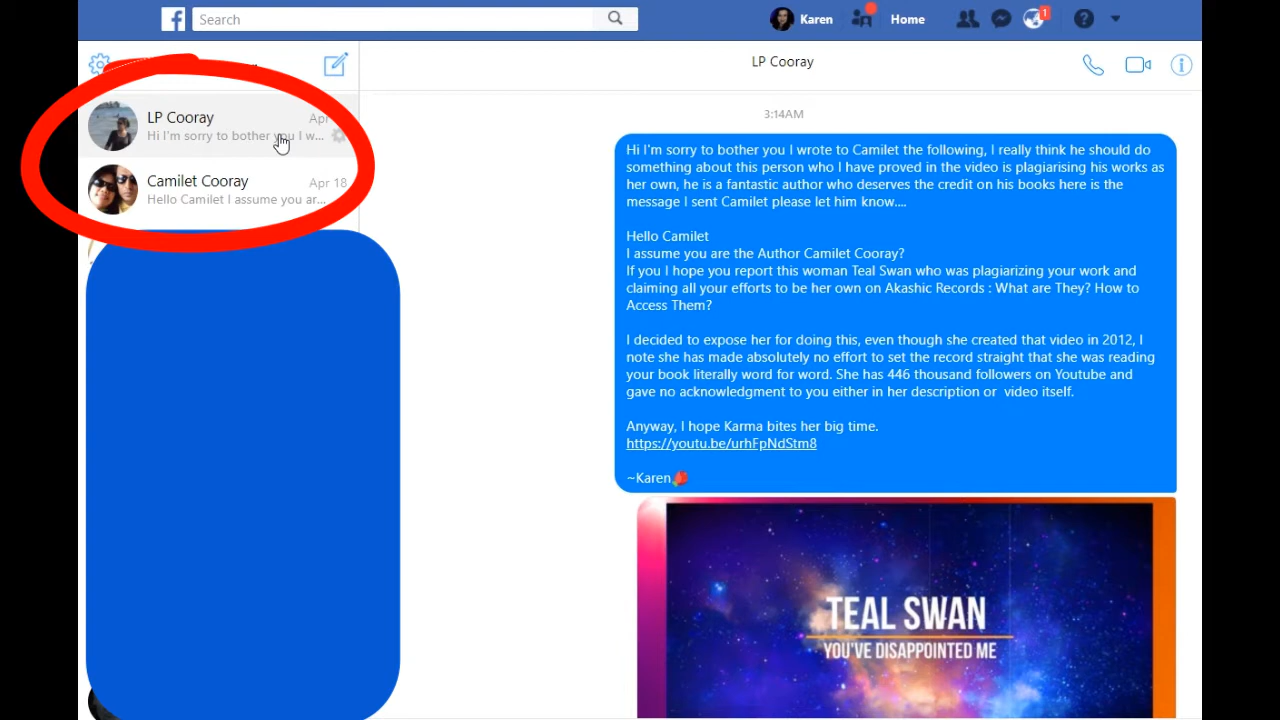 f Search Karen Home 1 ?
LP Cooray
LP Cooray Apr
Hi I'm sorry to bother you I w...
Camilet Cooray Apr 18
Hello Camilet I assume you ar...
3:14AM
Hi I'm sorry to bother you I wrote to Camilet the following, I really think he should do
something about this person who I have proved in the video is plagiarising his works as
her own, he is a fantastic author who deserves the credit on his books here is the
message I sent Camilet please let him know....
Hello Camilet
I assume you are the Author Camilet Cooray?
If you I hope you report this woman Teal Swan who was plagiarizing your work and
claiming all your efforts to be her own on Akashic Records : What are They? How to
Access Them?
I decided to expose her for doing this, even though she created that video in 2012, I
note she has made absolutely no effort to set the record straight that she was reading
your book literally word for word. She has 446 thousand followers on Youtube and
gave no acknowledgment to you either in her description or  video itself.
Anyway, I hope Karma bites her big time.
https://youtu.be/urhFpNdStm8
~Karen🌹
TEAL SWAN
YOU'VE DISAPPOINTED ME